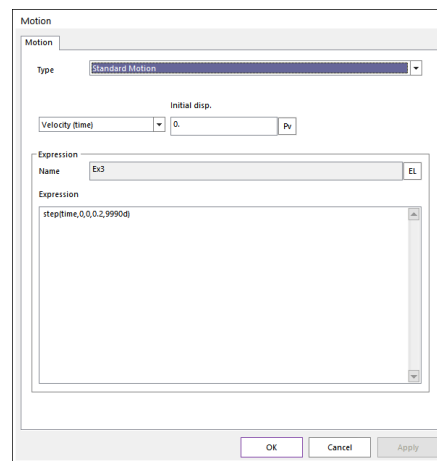 Motion
Motion
Type Standard Motion
Initial disp.
Velocity (time) 0. Pv
Expression
Name Ex3 EL
Expression
step(time,0,0,0.2,9990d)
OK Cancel Apply